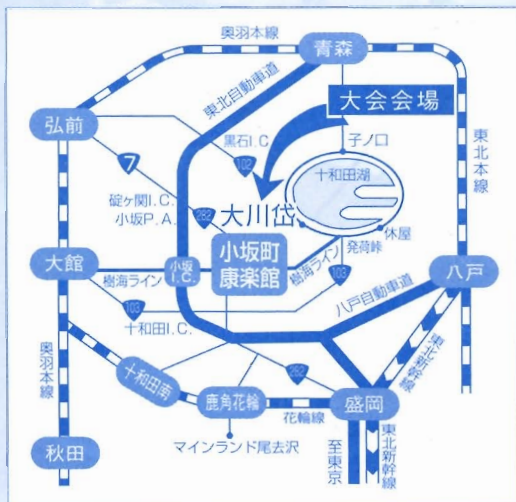 奥羽本線
青森
東北自動車道
大会会場
弘前
黒石I.C
102
子ノ口
東北本線
7
十和田湖
碇ヶ関I.C.
小坂P.A.
282
大川岱
休屋
大館
樹海ライン
小坂
I.C.
小坂町
康楽館
樹海ライン
発荷峠
103
八戸
103
十和田I.C.
八戸自動車道
奥羽本線
十和田南
鹿角花輪
282
花輪線
盛岡
東北新幹線
マインランド尾去沢
秋田
至東京
東北新幹線